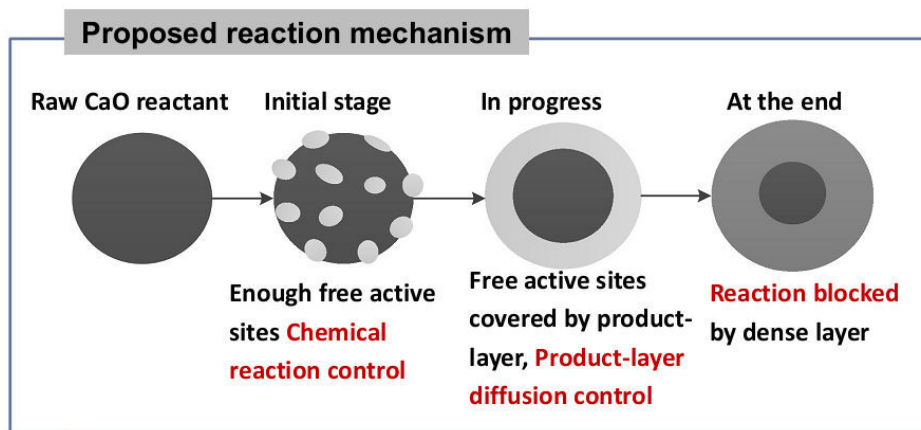 Proposed reaction mechanism
Raw CaO reactant
Initial stage
In progress
At the end
Enough free active
sites Chemical
reaction control
Free active sites
covered by product-
layer, Product-layer
diffusion control
Reaction blocked
by dense layer